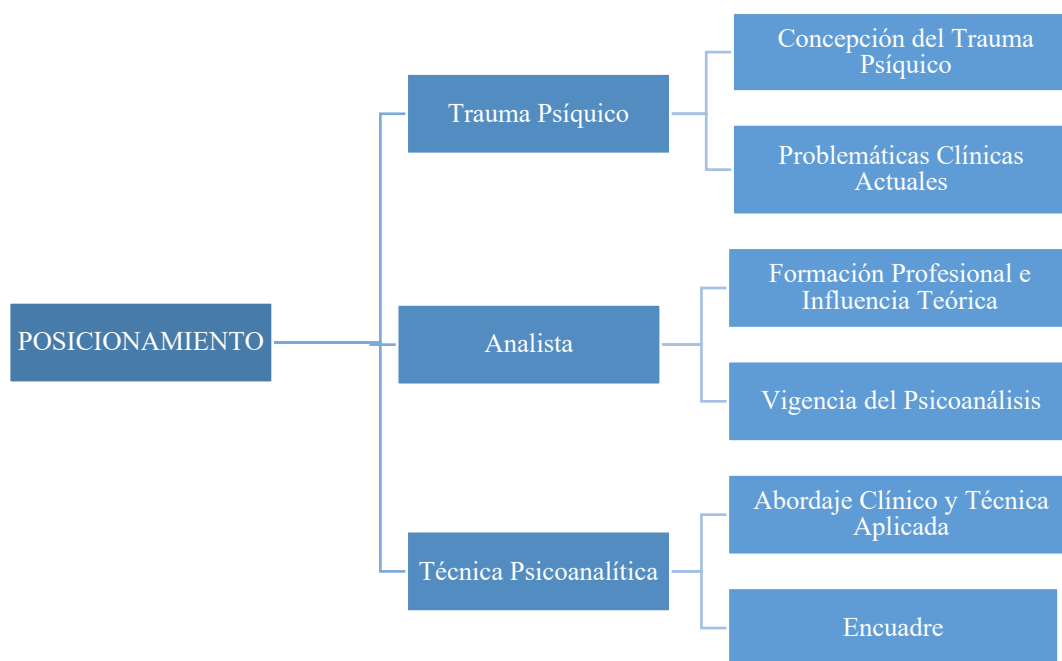 POSICIONAMIENTO
Trauma Psíquico
Concepción del Trauma
Psíquico
Problemáticas Clínicas
Actuales
Analista
Formación Profesional e
Influencia Teórica
Vigencia del Psicoanálisis
Técnica Psicoanalítica
Abordaje Clínico y Técnica
Aplicada
Encuadre